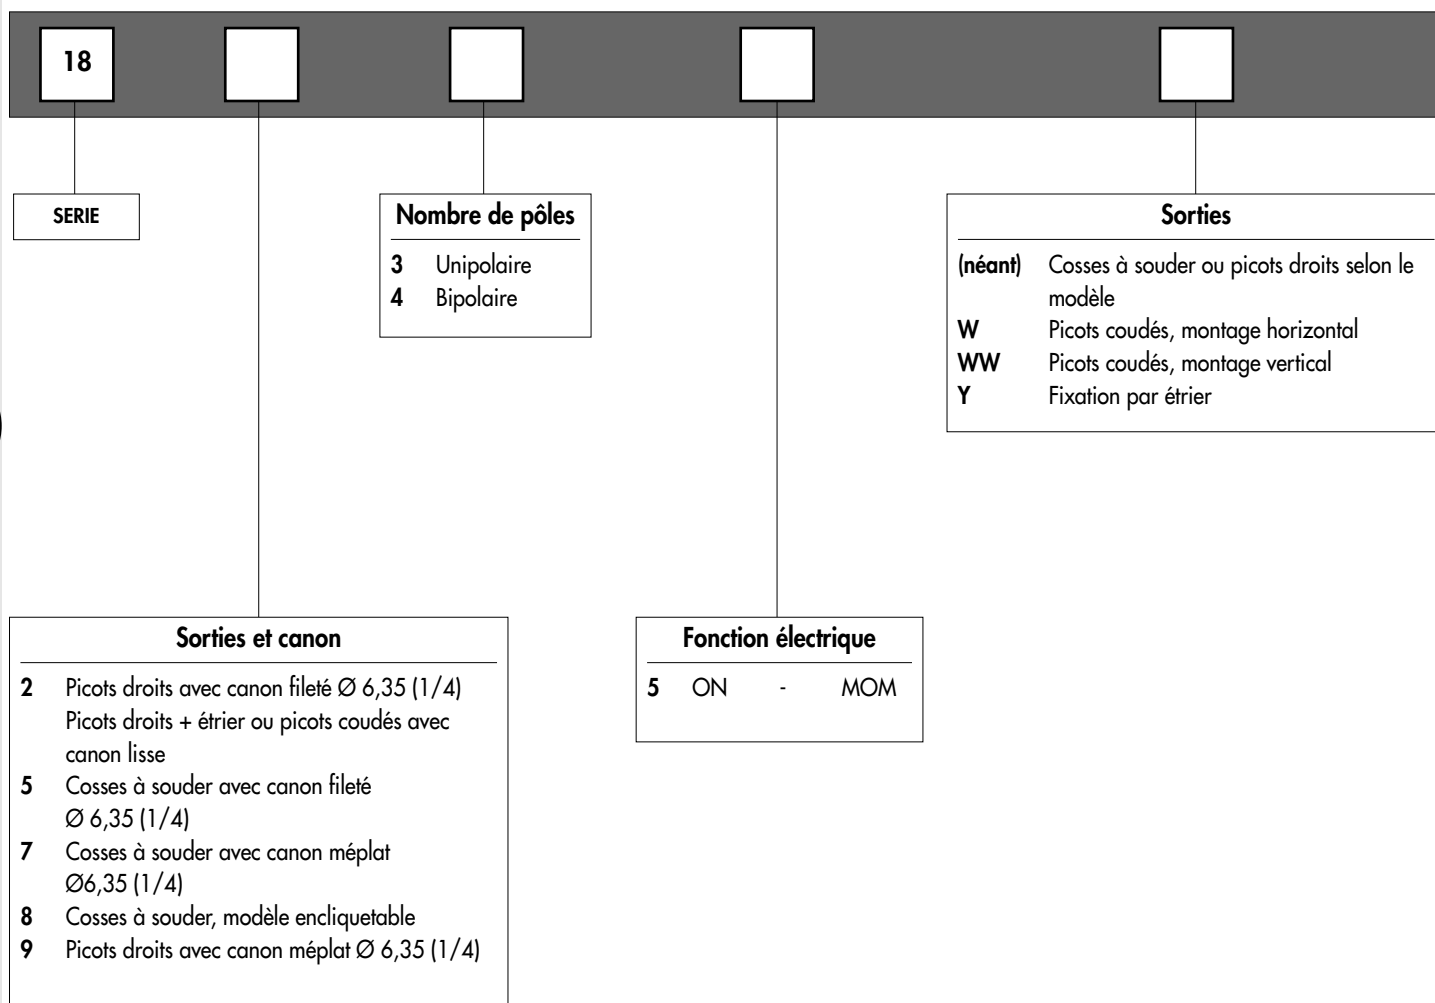 18
SERIE
Nombre de pôles
3 Unipolaire
4 Bipolaire
Sorties
(néant) Cosses à souder ou picots droits selon le
modèle
W Picots coudés, montage horizontal
WW Picots coudés, montage vertical
Y Fixation par étrier
Sorties et canon
2 Picots droits avec canon fileté Ø 6,35 (1/4)
Picots droits + étrier ou picots coudés avec
canon lisse
5 Cosses à souder avec canon fileté
Ø 6,35 (1/4)
7 Cosses à souder avec canon méplat
Ø6,35 (1/4)
8 Cosses à souder, modèle encliquetable
9 Picots droits avec canon méplat Ø 6,35 (1/4)
Fonction électrique
5 ON - MOM